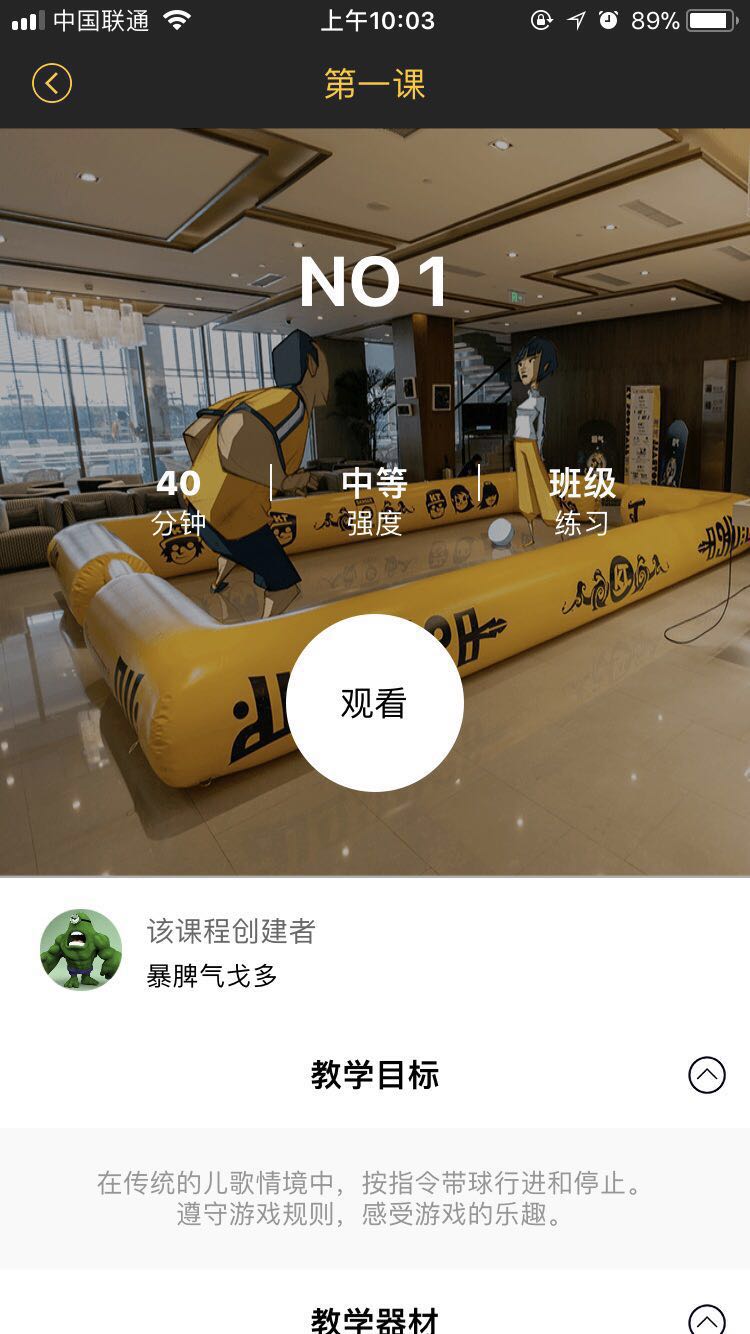 中国联通
上午10:03
89%
第一课
NO 1
40
中等
班级
分钟
强度
练习
观看
该课程创建者
暴脾气戈多
教学目标
在传统的儿歌情境中，按指令带球行进和停止。
遵守游戏规则，感受游戏的乐趣。
教学器材